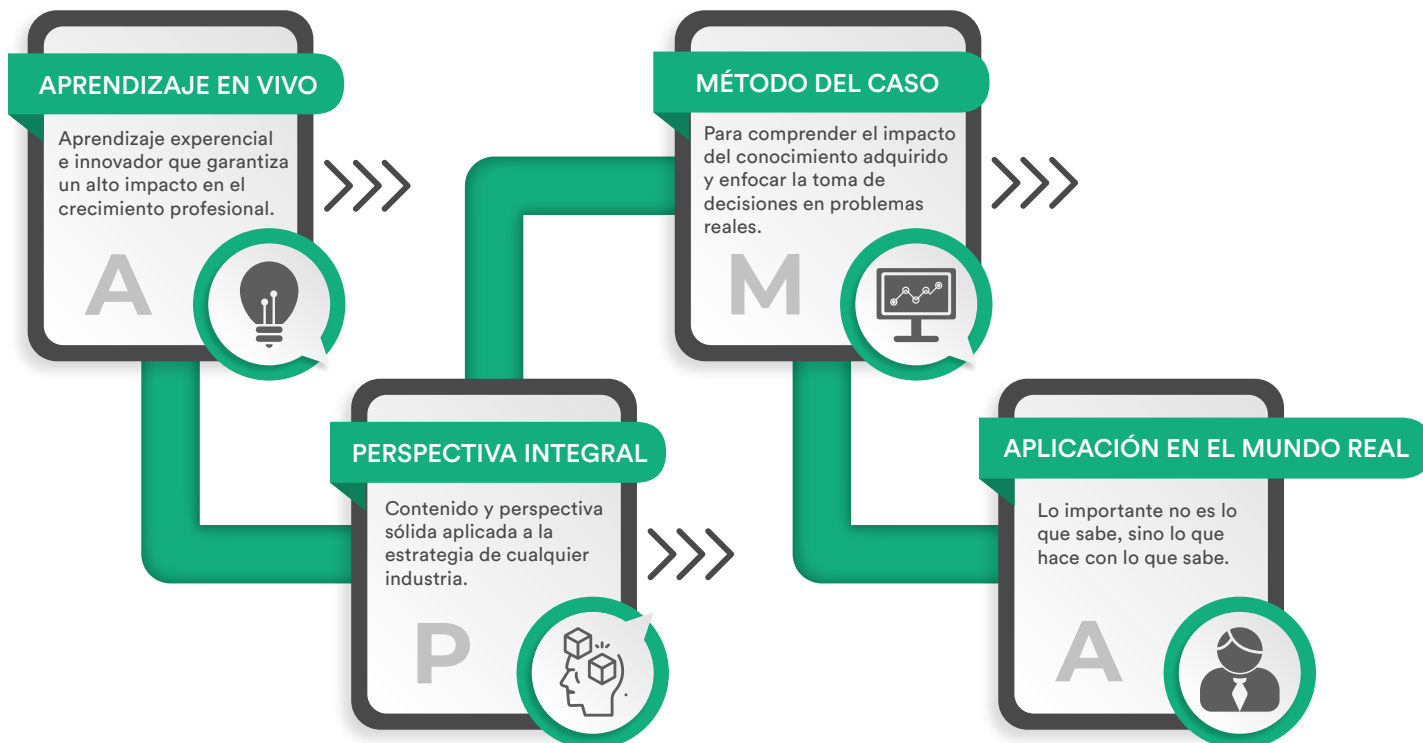 APRENDIZAJE EN VIVO
Aprendizaje experencial
e innovador que garantiza
un alto impacto en el
crecimiento profesional.
A
PERSPECTIVA INTEGRAL
Contenido y perspectiva
sólida aplicada a la
estrategia de cualquier
industria.
P
MÉTODO DEL CASO
Para comprender el impacto
del conocimiento adquirido
y enfocar la toma de
decisiones en problemas
reales.
M
APLICACIÓN EN EL MUNDO REAL
Lo importante no es lo
que sabe, sino lo que
hace con lo que sabe.
A